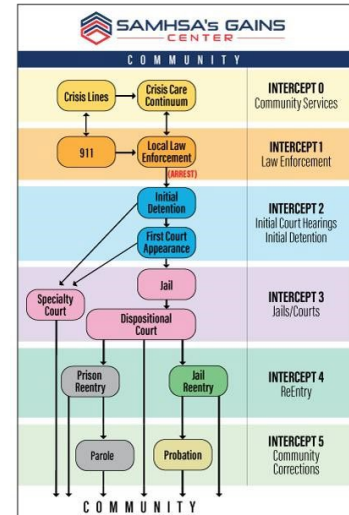 SAMHSA's GAINS
CENTER
COMMUNITY
Crisis Lines
Crisis Care
Continuum
INTERCEPT 0
Community Services
911
Local Law
Enforcement
INTERCEPT 1
Law Enforcement
(ARREST)
Initial
Detention
First Court
Appearance
INTERCEPT 2
Initial Court Hearings
Initial Detention
Jail
Specialty
Court
Dispositional
Court
INTERCEPT 3
Jails/Courts
Prison
Reentry
Jail
Reentry
INTERCEPT 4
ReEntry
Parole
Probation
INTERCEPT 5
Community
Corrections
COMMUNITY